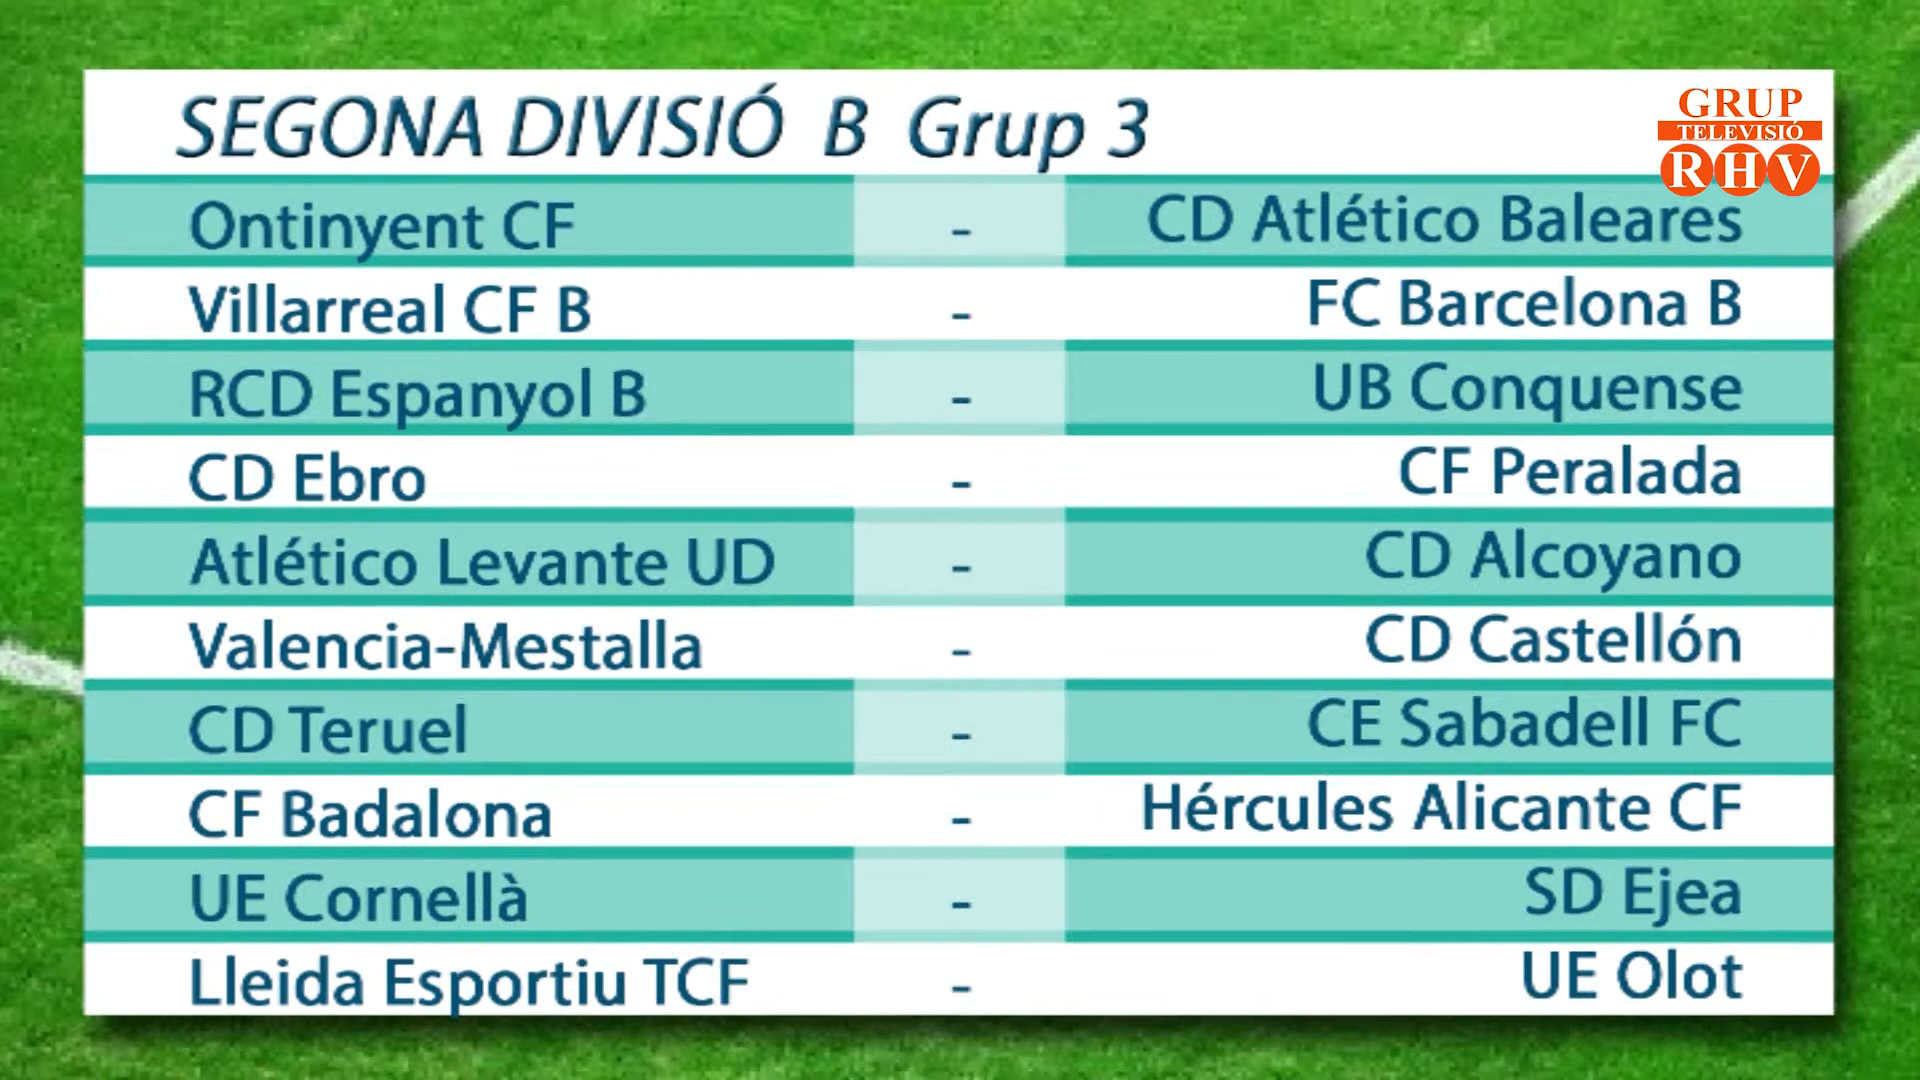 SEGONA DIVISIÓ B Grup 3
GRUP
TELEVISIÓ
RHV
Ontinyent CF - CD Atlético Baleares
Villarreal CF B - FC Barcelona B
RCD Espanyol B - UB Conquense
CD Ebro - CF Peralada
Atlético Levante UD - CD Alcoyano
Valencia-Mestalla - CD Castellón
CD Teruel - CE Sabadell FC
CF Badalona - Hércules Alicante CF
UE Cornellà - SD Ejea
Lleida Esportiu TCF - UE Olot